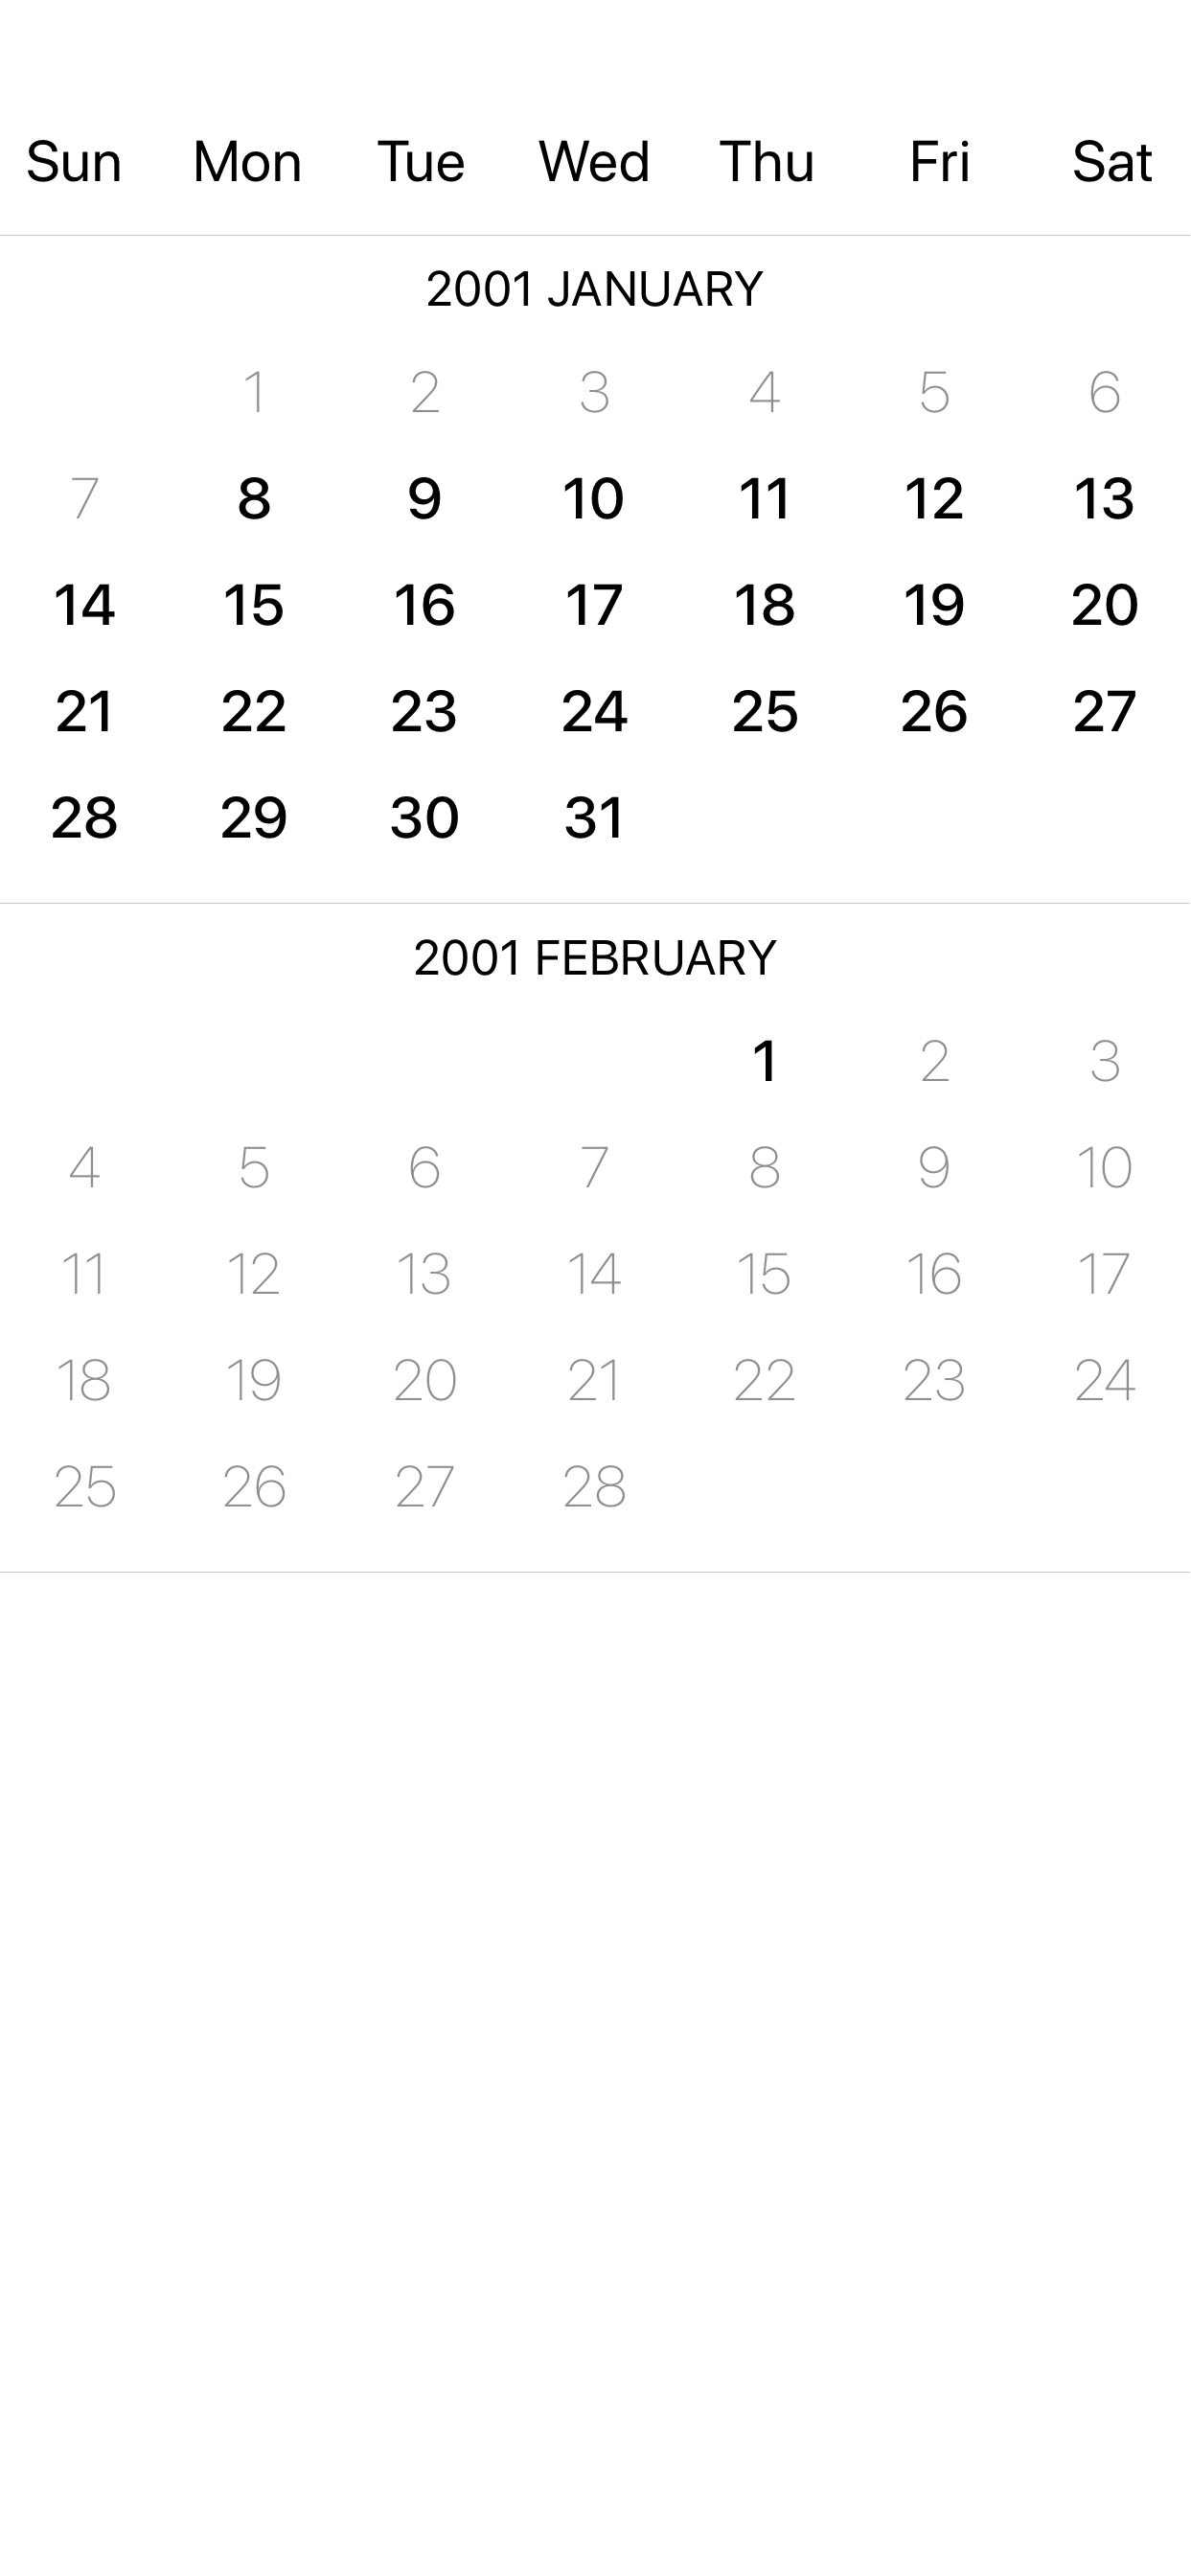 Sun Mon Tue Wed Thu Fri Sat
2001 JANUARY
1 2 3 4 5 6
7 8 9 10 11 12 13
14 15 16 17 18 19 20
21 22 23 24 25 26 27
28 29 30 31
2001 FEBRUARY
1 2 3
4 5 6 7 8 9 10
11 12 13 14 15 16 17
18 19 20 21 22 23 24
25 26 27 28